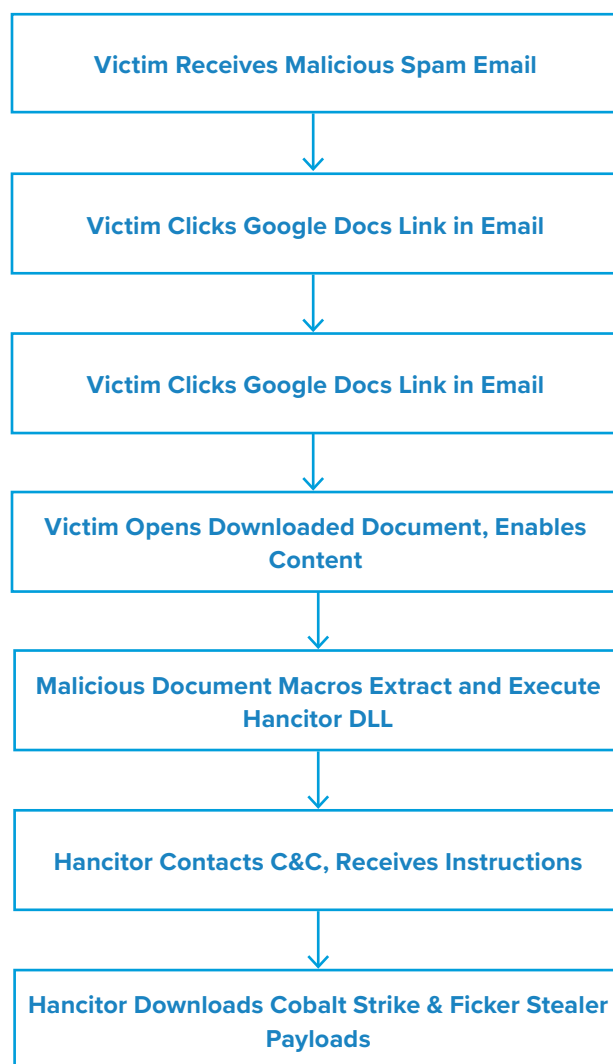 Victim Receives Malicious Spam Email
Victim Clicks Google Docs Link in Email
Victim Clicks Google Docs Link in Email
Victim Opens Downloaded Document, Enables
Content
Malicious Document Macros Extract and Execute
Hancitor DLL
Hancitor Contacts C&C, Receives Instructions
Hancitor Downloads Cobalt Strike & Ficker Stealer
Payloads